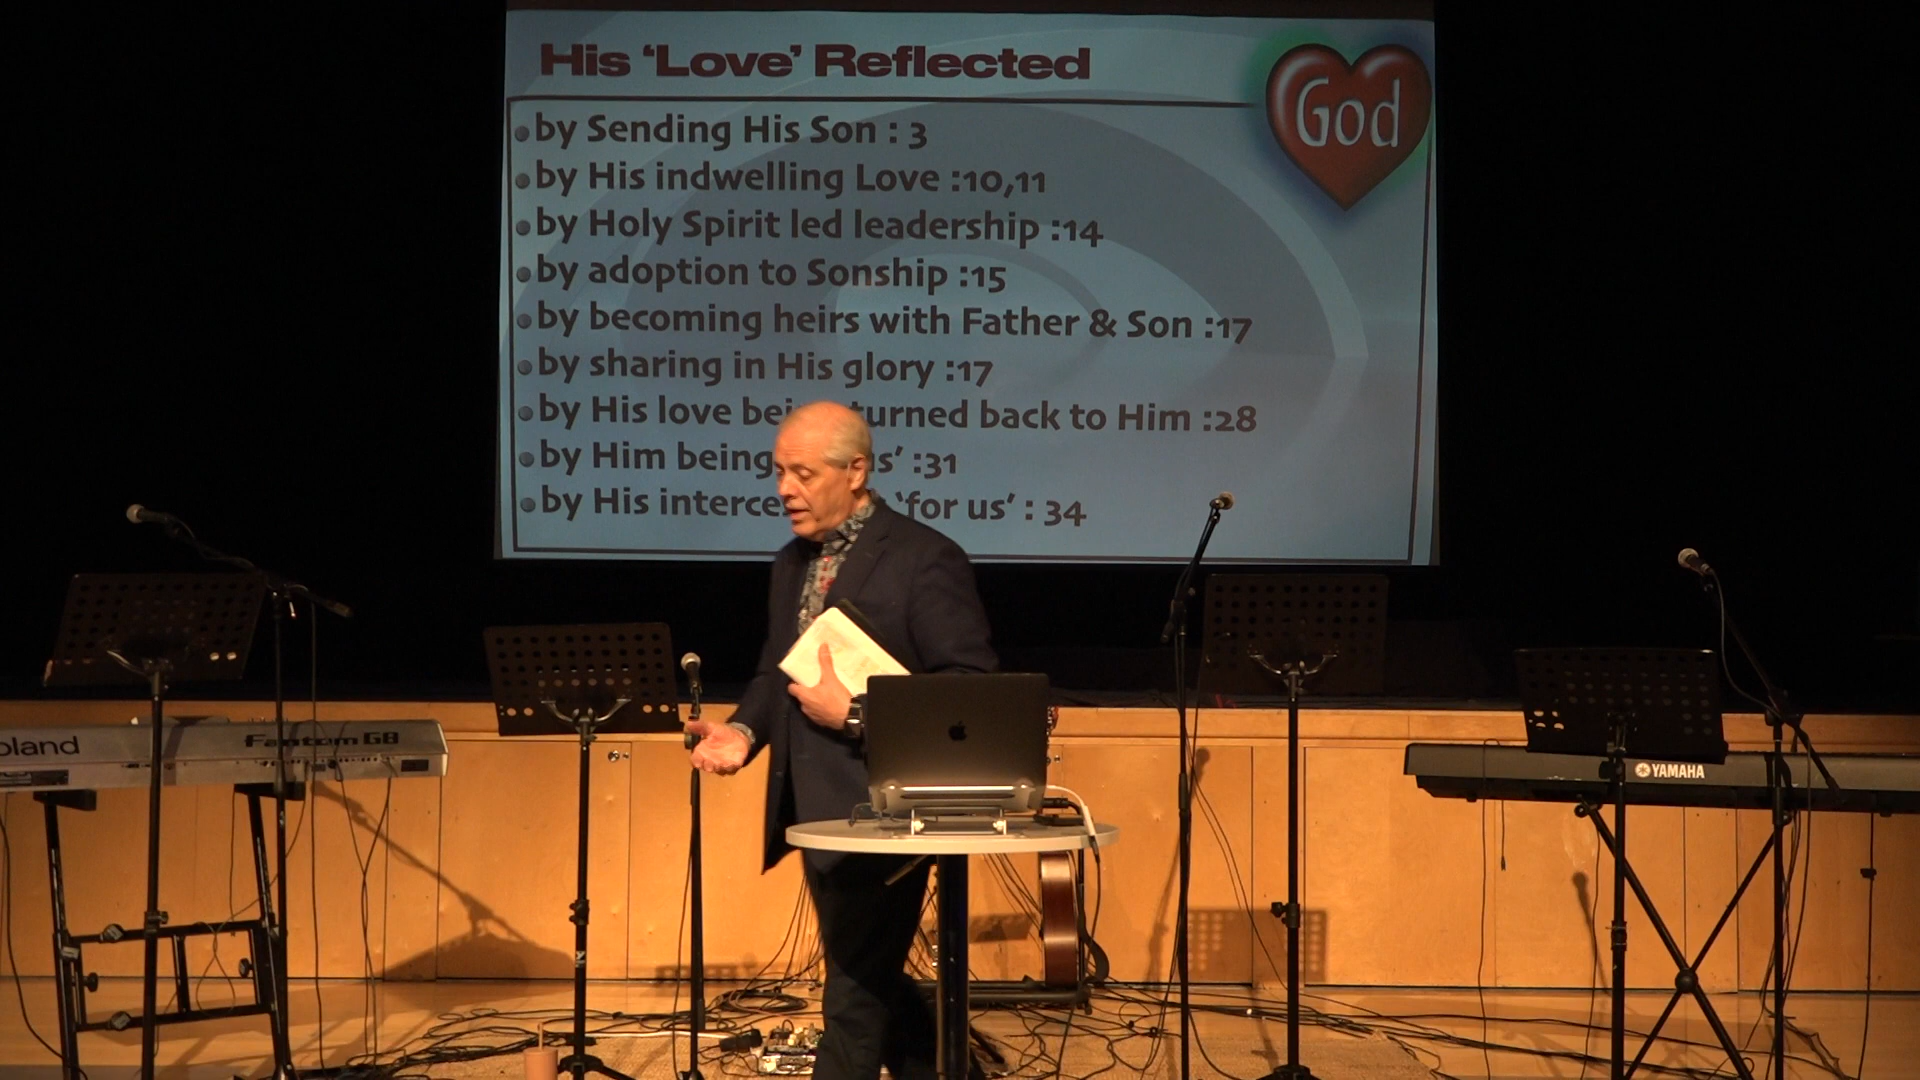 His ‘Love’ Reflected
God
by Sending His Son : 3
by His indwelling Love :10,11
by Holy Spirit led leadership :14
by adoption to Sonship :15
by becoming heirs with Father & Son :17
by sharing in His glory :17
by His love turned back to Him :28
by Him being :31
by His ‘for us’ : 34
Fantom G8
YAMAHA